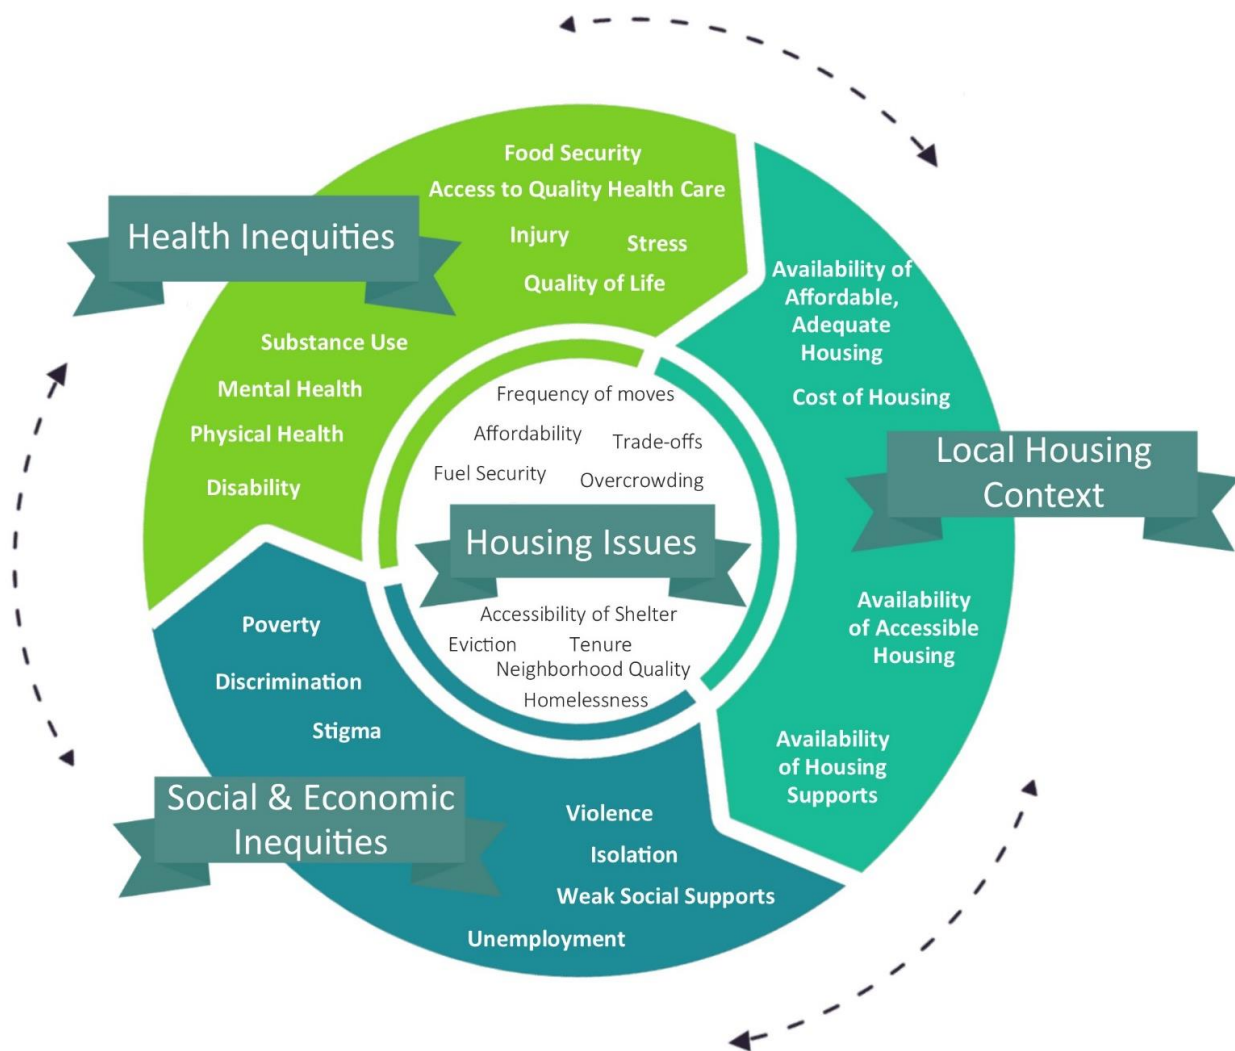 Food Security
Access to Quality Health Care
Injury
Stress
Quality of Life
Health Inequities
Substance Use
Mental Health
Physical Health
Disability
Availability of
Affordable,
Adequate
Housing
Cost of Housing
Local Housing
Context
Availability
of Accessible
Housing
Availability
of Housing
Supports
Frequency of moves
Affordability
Trade-offs
Fuel Security
Overcrowding
Housing Issues
Accessibility of Shelter
Eviction
Tenure
Neighborhood Quality
Homelessness
Poverty
Discrimination
Stigma
Social & Economic
Inequities
Violence
Isolation
Weak Social Supports
Unemployment